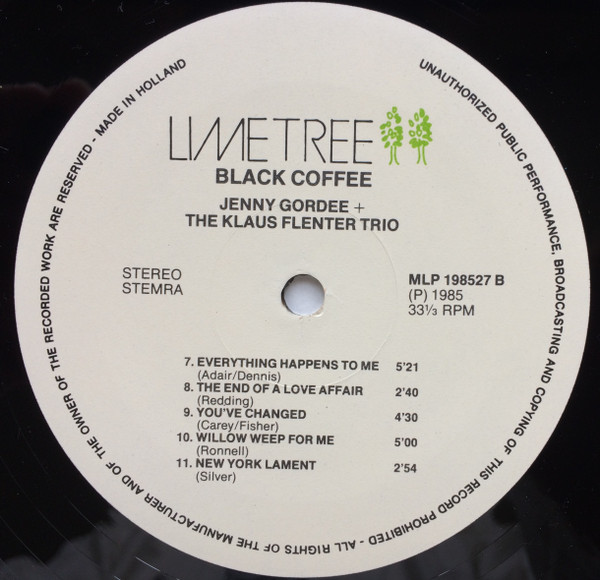 UNAUTHORIZED PUBLIC PERFORMANCE, BROADCASTING AND COPYING OF THIS RECORD PROHIBITED - ALL RIGHTS OF THE MANUFACTURER AND OF THE OWNER OF THE RECORDED WORK ARE RESERVED - MADE IN HOLLAND
LIMETREE
BLACK COFFEE
JENNY GORDEE +
THE KLAUS FLENTER TRIO
STEREO
STEMRA
MLP 198527 B
(P) 1985
33⅓ RPM
7. EVERYTHING HAPPENS TO ME 5'21
(Adair/Dennis)
8. THE END OF A LOVE AFFAIR 2'40
(Redding)
9. YOU'VE CHANGED 4'30
(Carey/Fisher)
10. WILLOW WEEP FOR ME 5'00
(Ronnell)
11. NEW YORK LAMENT 2'54
(Silver)